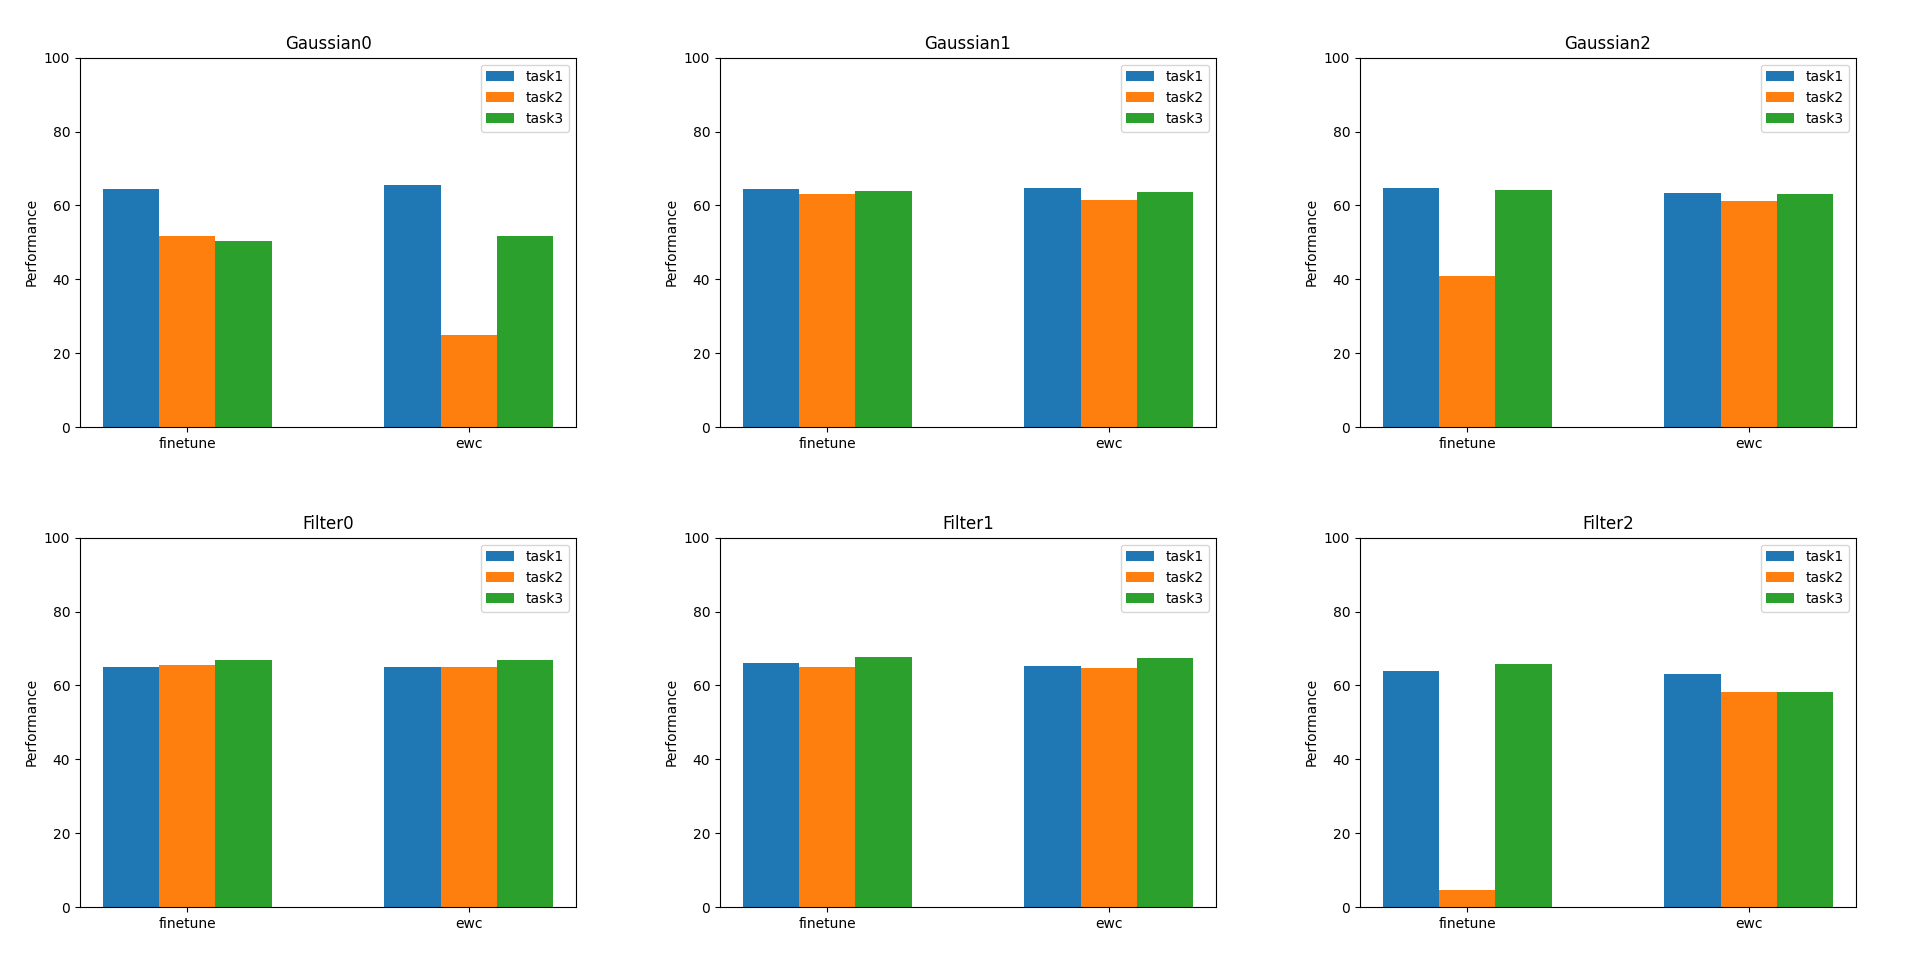 Gaussian0
100
80
60
40
20
0
Performance
task1
task2
task3
finetune
ewc
Gaussian1
100
80
60
40
20
0
Performance
task1
task2
task3
finetune
ewc
Gaussian2
100
80
60
40
20
0
Performance
task1
task2
task3
finetune
ewc
Filter0
100
80
60
40
20
0
Performance
task1
task2
task3
finetune
ewc
Filter1
100
80
60
40
20
0
Performance
task1
task2
task3
finetune
ewc
Filter2
100
80
60
40
20
0
Performance
task1
task2
task3
finetune
ewc